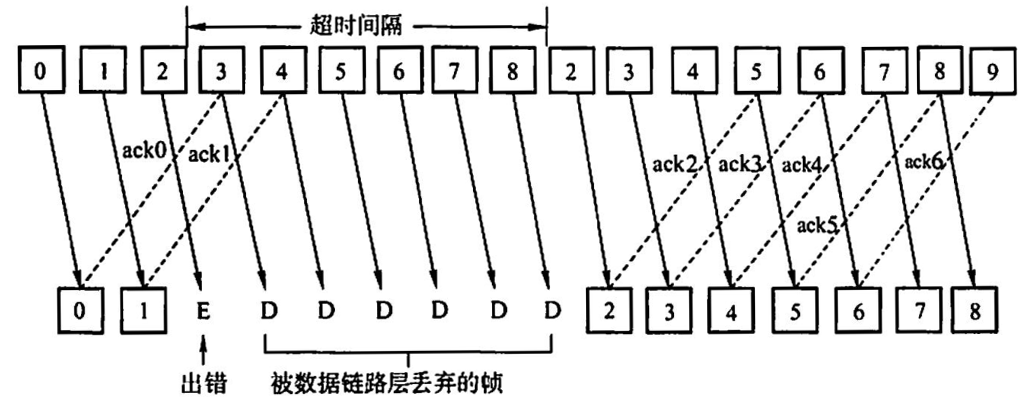 超时间隔
0 1 2 3 4 5 6 7 8 2 3 4 5 6 7 8 9
ack0 ack1 ack2 ack3 ack4 ack6
ack5
0 1 E D D D D D D 2 3 4 5 6 7 8
出错 被数据链路层丢弃的帧